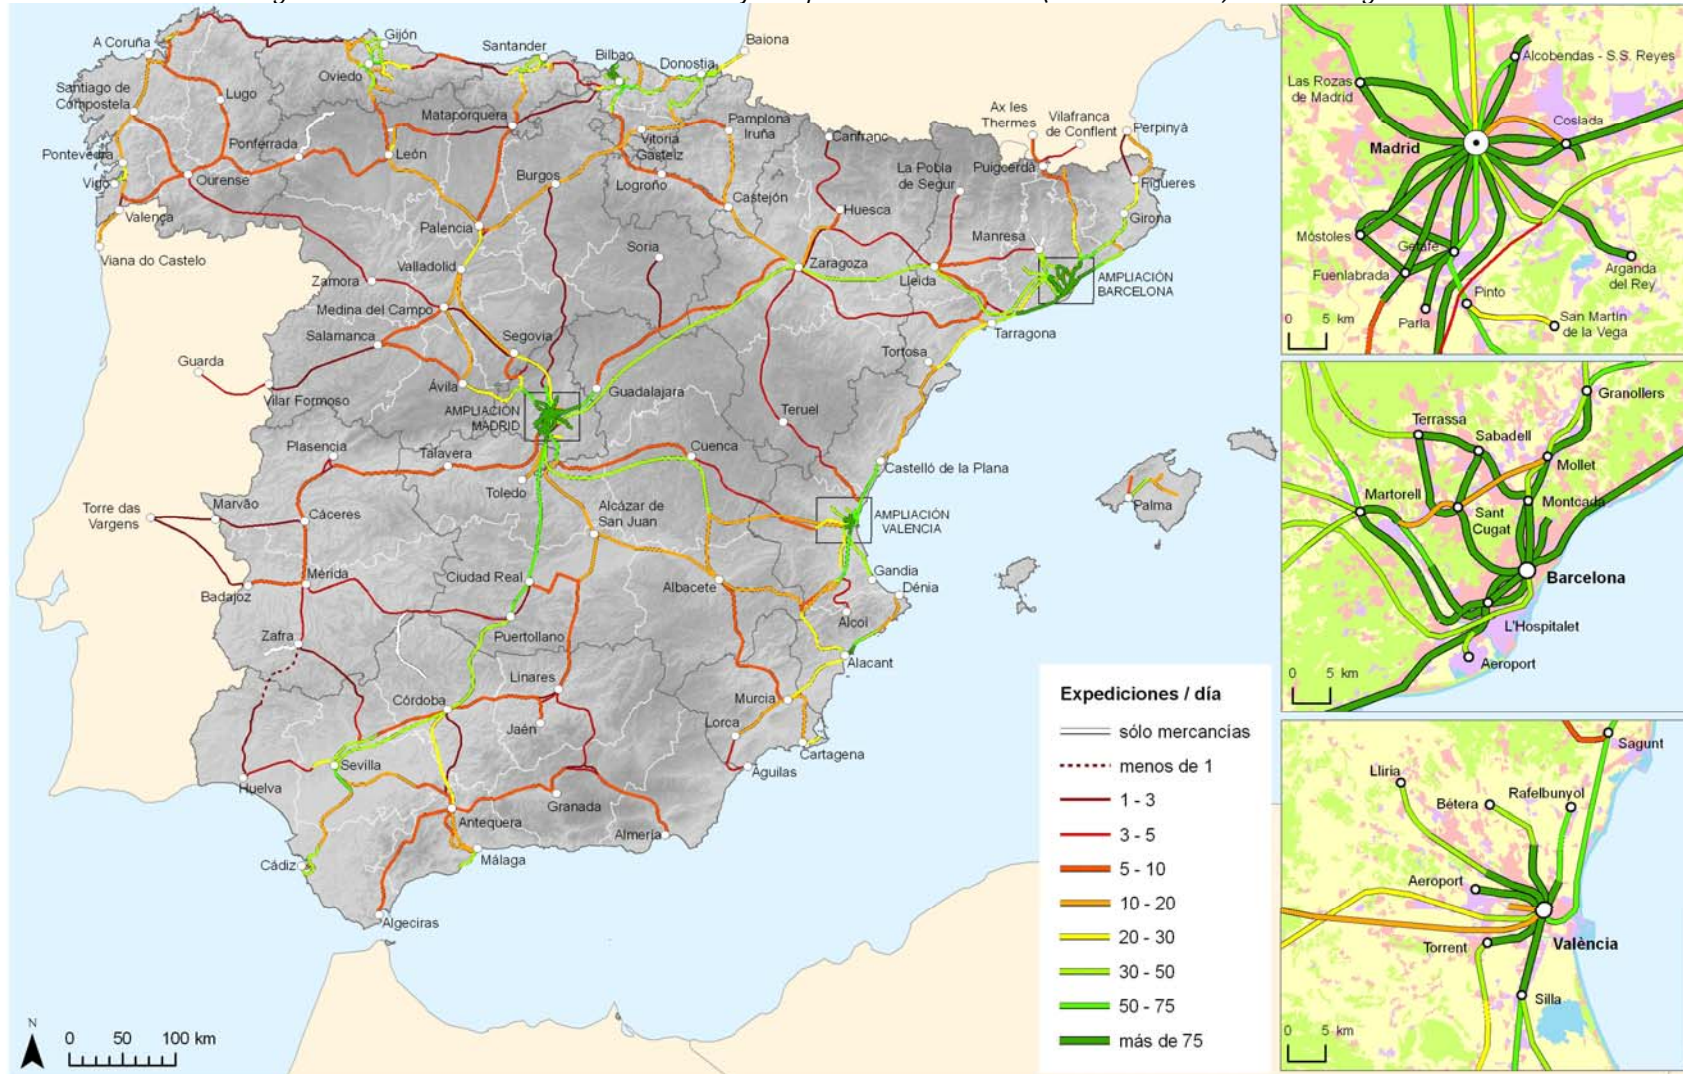 A Coruña
Santiago de
Compostela
Lugo
Pontevedra
Vigo
Valença
Viana do Castelo
Ourense
Ponferrada
Oviedo
Gijón
León
Santander
Mataporquera
Bilbao
Donostia
Baiona
Vitoria
Gasteiz
Pamplona
Iruña
Logroño
Castejón
Burgos
Palencia
Valladolid
Zamora
Medina del Campo
Salamanca
Segovia
Ávila
Guarda
Vilar Formoso
Soria
Canfranc
Huesca
Zaragoza
Ax les
Thermes
Vilafranca
de Conflent
Perpinyà
La Pobla
de Segur
Puigcerdà
Figueres
Girona
Manresa
Lleida
AMPLIACIÓN
BARCELONA
Tarragona
Tortosa
Guadalajara
AMPLIACIÓN
MADRID
Teruel
Plasencia
Talavera
Toledo
Cuenca
Castelló de la Plana
Alcázar de
San Juan
AMPLIACIÓN
VALENCIA
Palma
Torre das
Vargens
Marvão
Cáceres
Mérida
Badajoz
Ciudad Real
Albacete
Gandia
Dénia
Alcoi
Puertollano
Zafra
Alacant
Linares
Córdoba
Jaén
Murcia
Lorca
Cartagena
Águilas
Sevilla
Huelva
Granada
Antequera
Almería
Málaga
Cádiz
Algeciras
N
0 50 100 km
Expediciones / día
sólo mercancías
menos de 1
1 - 3
3 - 5
5 - 10
10 - 20
20 - 30
30 - 50
50 - 75
más de 75
Alcobendas - S.S. Reyes
Las Rozas
de Madrid
Coslada
Madrid
Móstoles
Getafe
Fuenlabrada
Arganda
del Rey
Pinto
Parla
San Martín
de la Vega
0 5 km
Granollers
Terrassa
Sabadell
Mollet
Martorell
Montcada
Sant
Cugat
Barcelona
L'Hospitalet
Aeroport
0 5 km
Sagunt
Lliria
Bétera
Rafelbunyol
Aeroport
Torrent
València
Silla
0 5 km